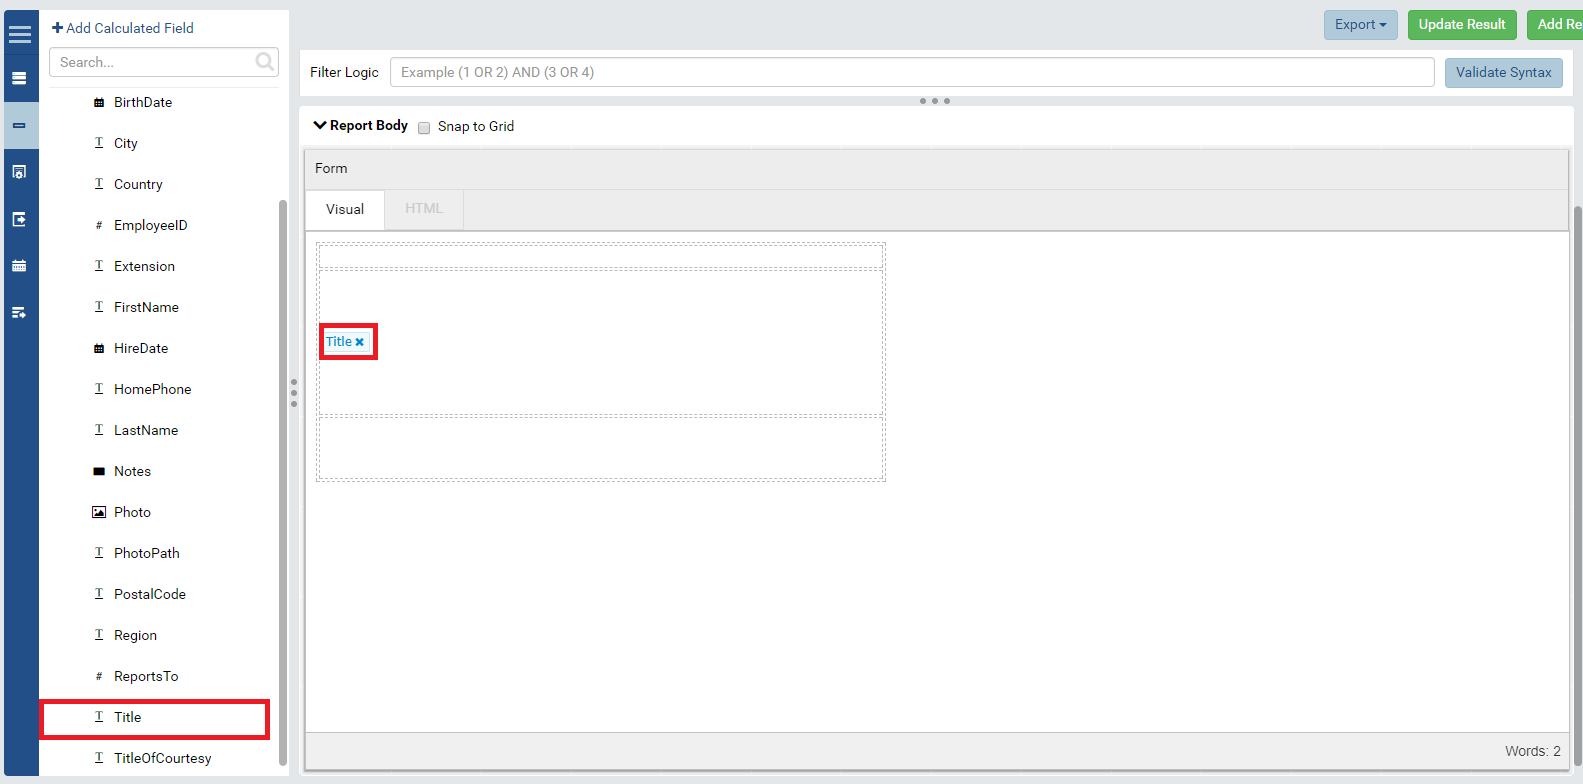 Add Calculated Field
Search...
BirthDate
City
Country
EmployeeID
Extension
FirstName
HireDate
HomePhone
LastName
Notes
Photo
PhotoPath
PostalCode
Region
ReportsTo
Title
TitleOfCourtesy
Export
Update Result
Add Re
Filter Logic
Example (1 OR 2) AND (3 OR 4)
Validate Syntax
Report Body
Snap to Grid
Form
Visual
HTML
Title
Words: 2